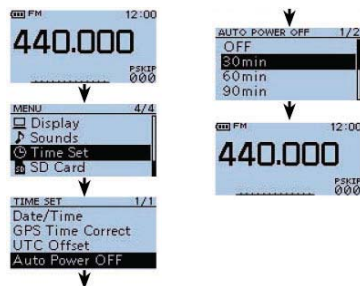 FM 12:00
440.000
PSKIP
000
MENU 4/4
Display
Sounds
Time Set
SD Card
TIME SET 1/1
Date/Time
GPS Time Correct
UTC Offset
Auto Power OFF
AUTO POWER OFF 1/2
OFF
30min
60min
90min
FM 12:00
440.000
PSKIP
000